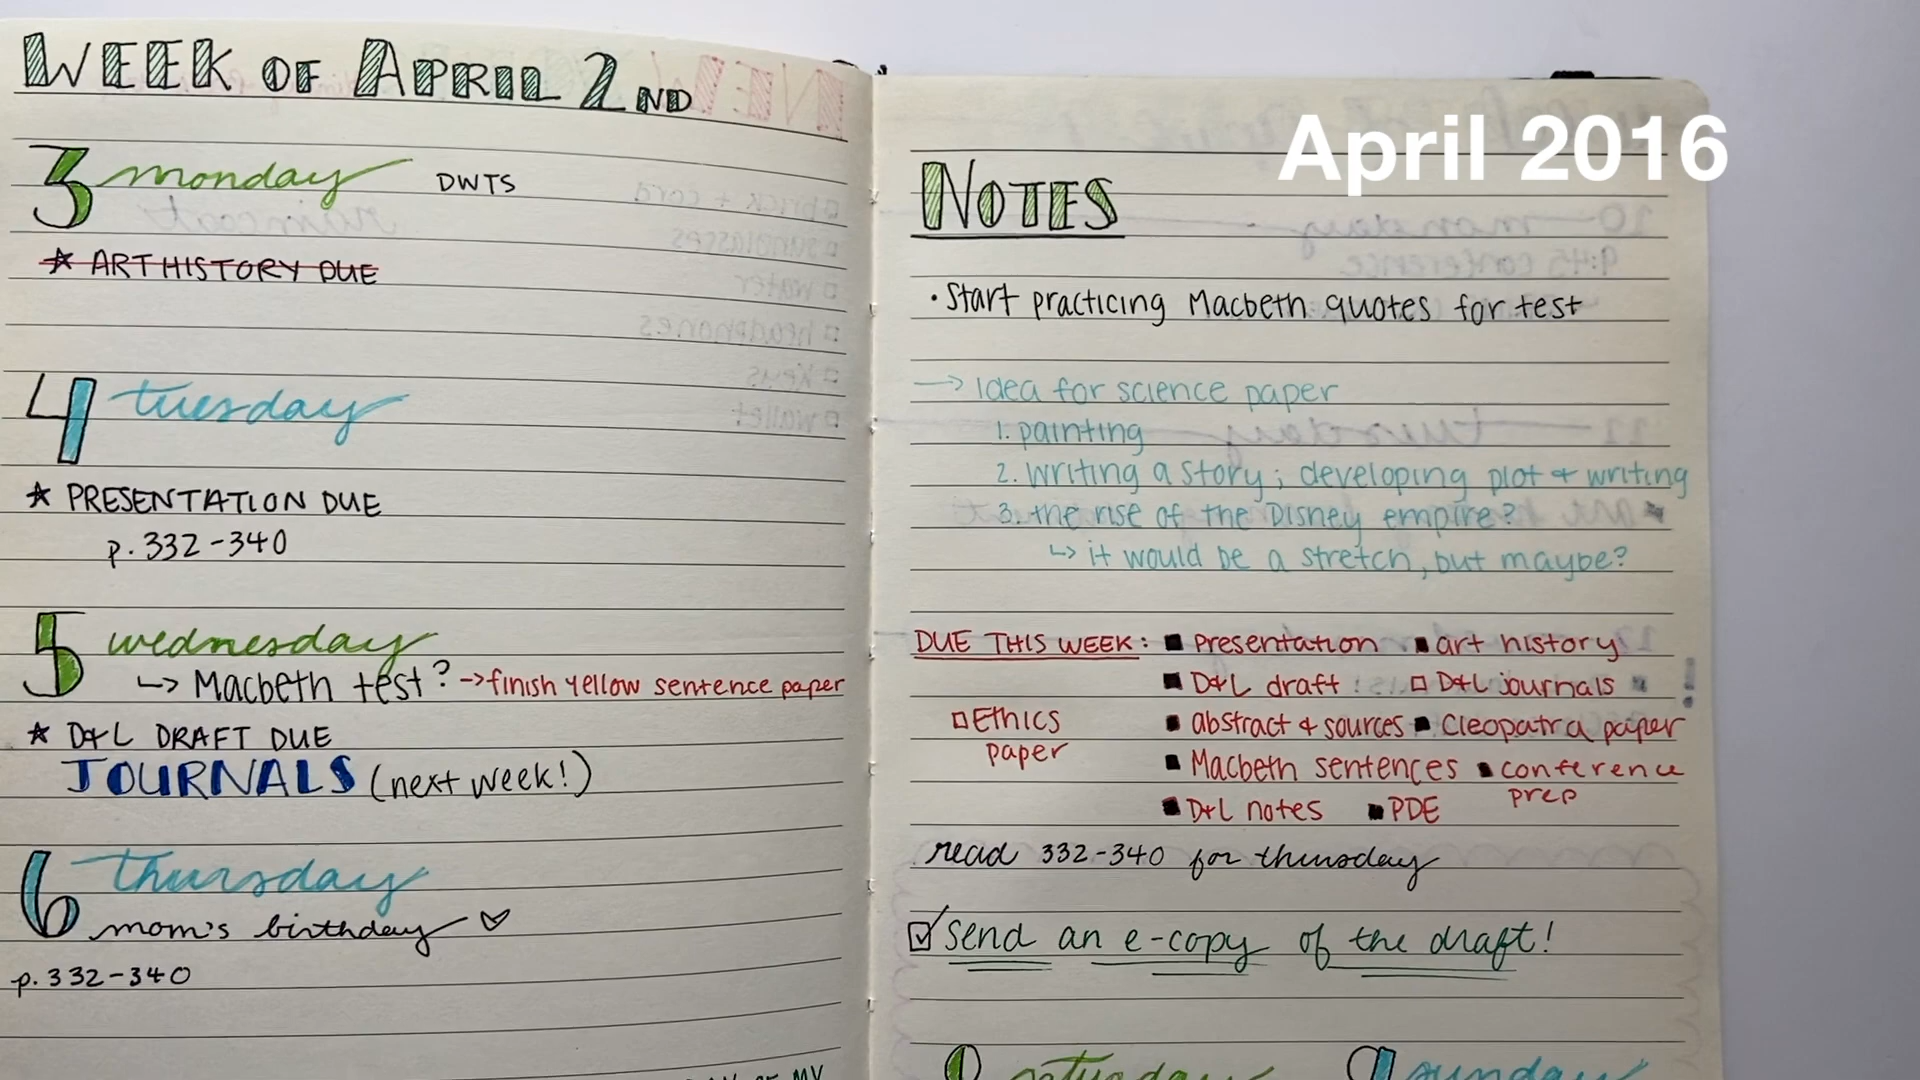 WEEK OF APRIL 2ND
3 monday DWTS
★ ART HISTORY DUE
4 tuesday
★ PRESENTATION DUE
p. 332-340
5 wednesday
↳ Macbeth test? → finish yellow sentence paper
★ D+L DRAFT DUE
JOURNALS (next week!)
6 thursday
mom's birthday ♡
p. 332-340
April 2016
NOTES
• Start practicing Macbeth quotes for test
→ Idea for science paper
1. painting
2. writing a story; developing plot + writing
3. the rise of the Disney empire?
↳ it would be a stretch, but maybe?
DUE THIS WEEK: ■ Presentation ■ art history
■ D+L draft □ D+L journals
□ Ethics paper
■ abstract + sources ■ Cleopatra paper
■ Macbeth sentences ■ conference prep
■ D+L notes ■ PDE
read 332-340 for thursday
☑ send an e-copy of the draft!
saturday 9 sunday